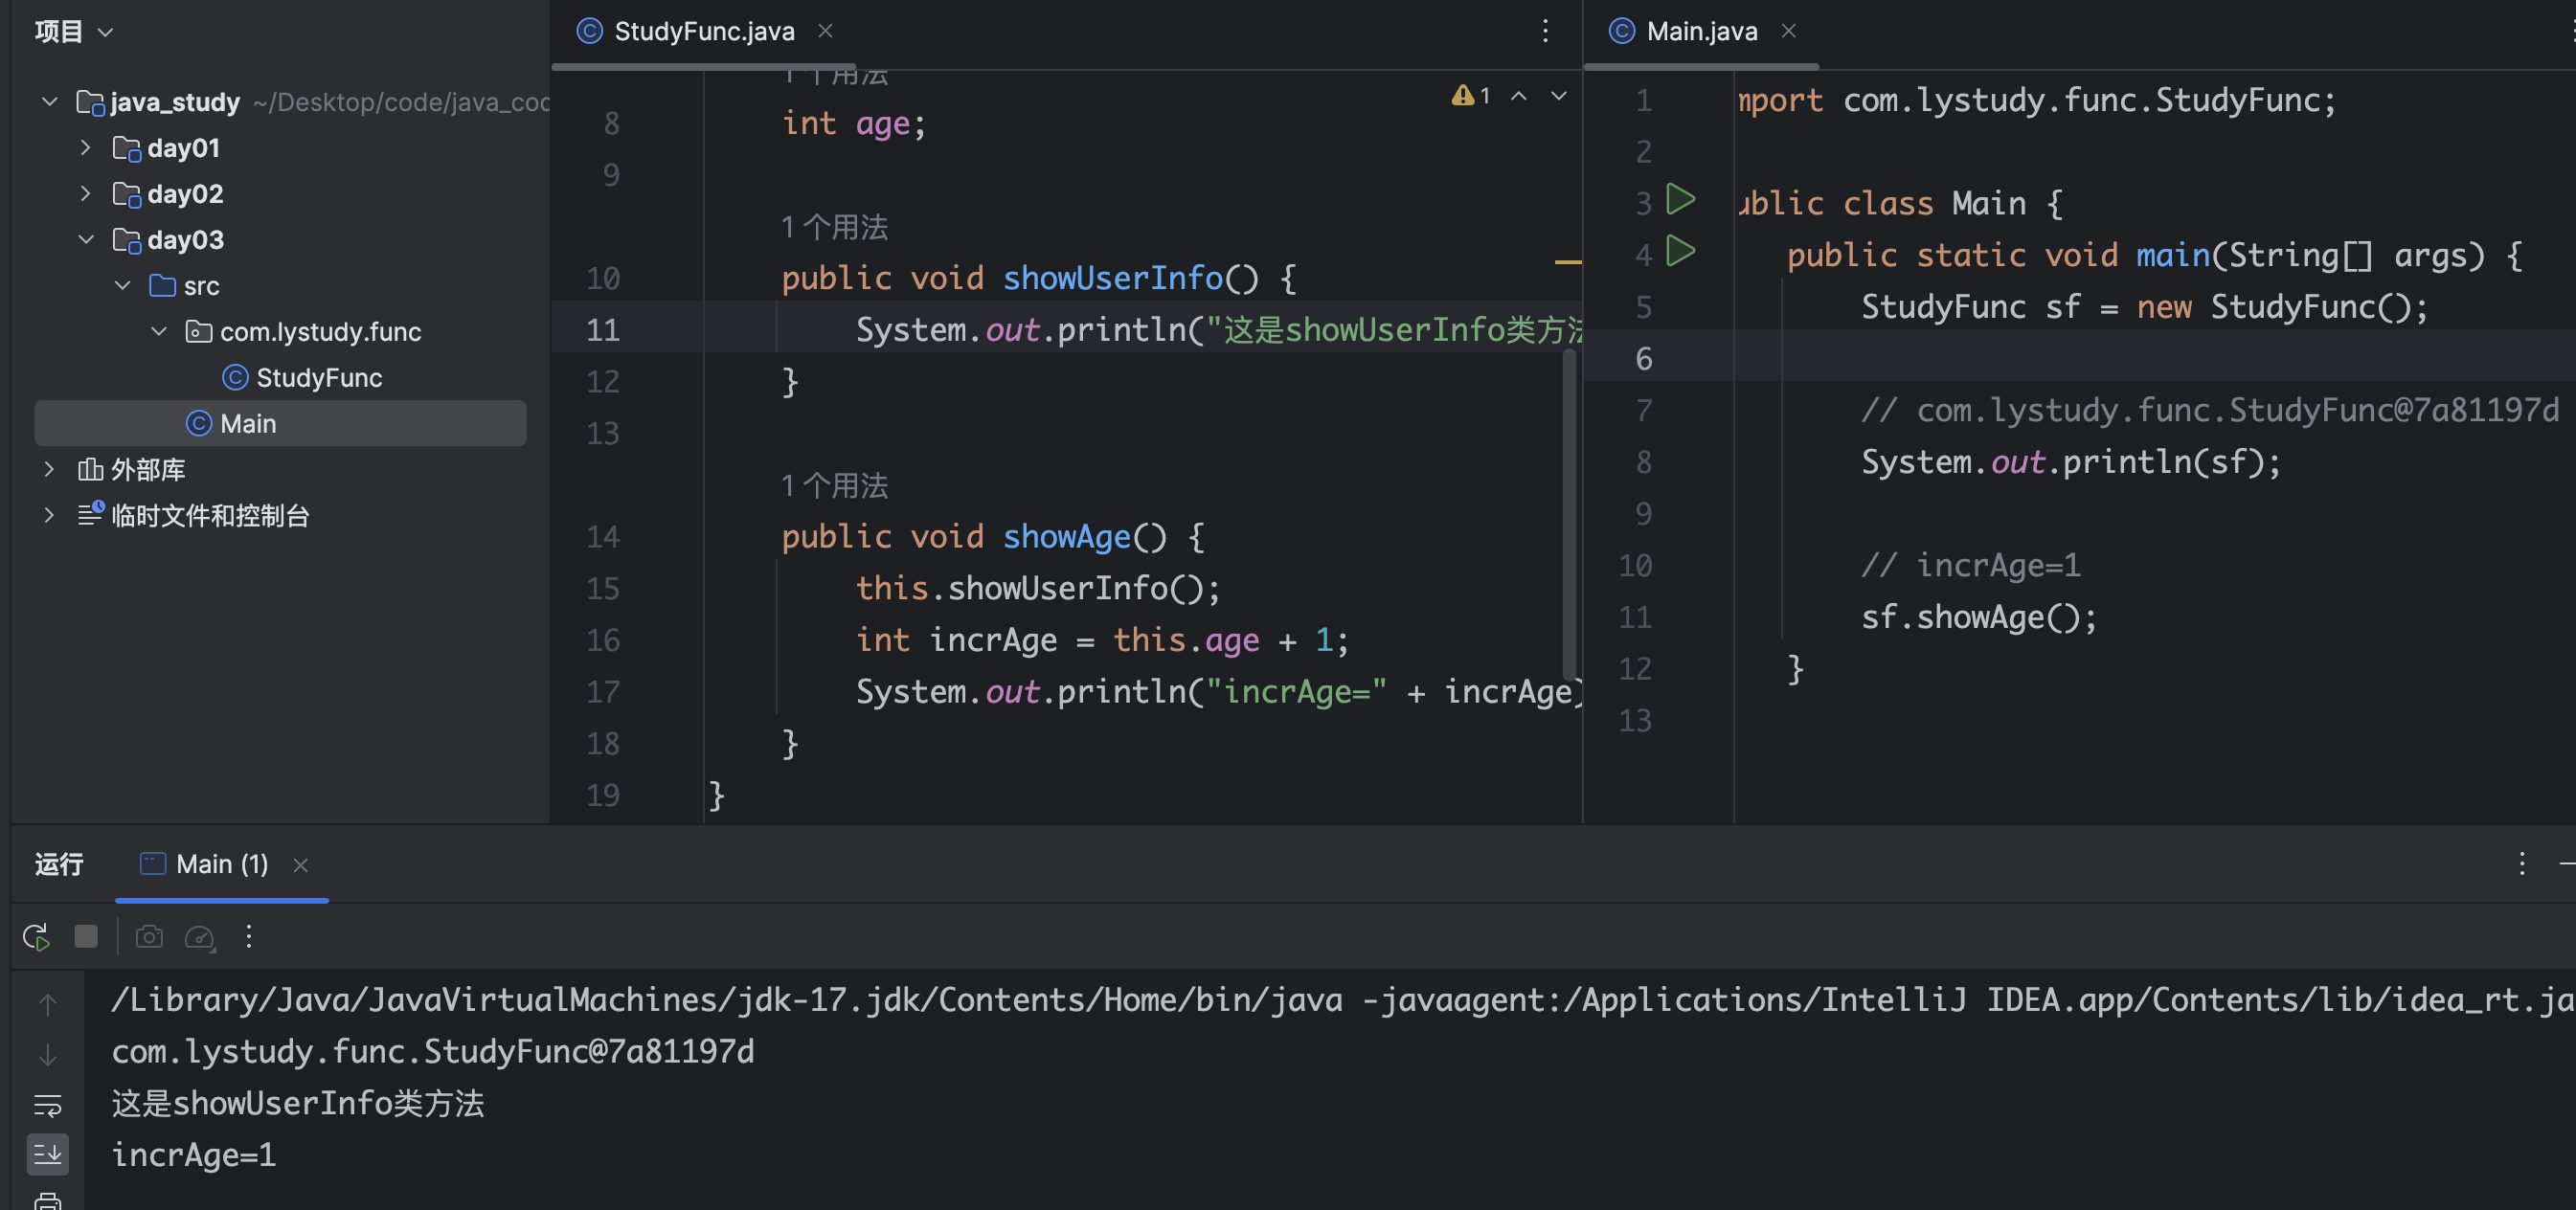 项目
java_study ~/Desktop/code/java_coc
day01
day02
day03
src
com.lystudy.func
StudyFunc
Main
外部库
临时文件和控制台
StudyFunc.java
1
1个用法
8 int age;
9
1个用法
10 public void showUserInfo() {
11 System.out.println("这是showUserInfo类方法
12 }
13
1个用法
14 public void showAge() {
15 this.showUserInfo();
16 int incrAge = this.age + 1;
17 System.out.println("incrAge=" + incrAge)
18 }
19 }
Main.java
1 mport com.lystudy.func.StudyFunc;
2
3 ublic class Main {
4 public static void main(String[] args) {
5 StudyFunc sf = new StudyFunc();
6
7 // com.lystudy.func.StudyFunc@7a81197d
8 System.out.println(sf);
9
10 // incrAge=1
11 sf.showAge();
12 }
13
运行 Main (1)
/Library/Java/JavaVirtualMachines/jdk-17.jdk/Contents/Home/bin/java -javaagent:/Applications/IntelliJ IDEA.app/Contents/lib/idea_rt.ja
com.lystudy.func.StudyFunc@7a81197d
这是showUserInfo类方法
incrAge=1